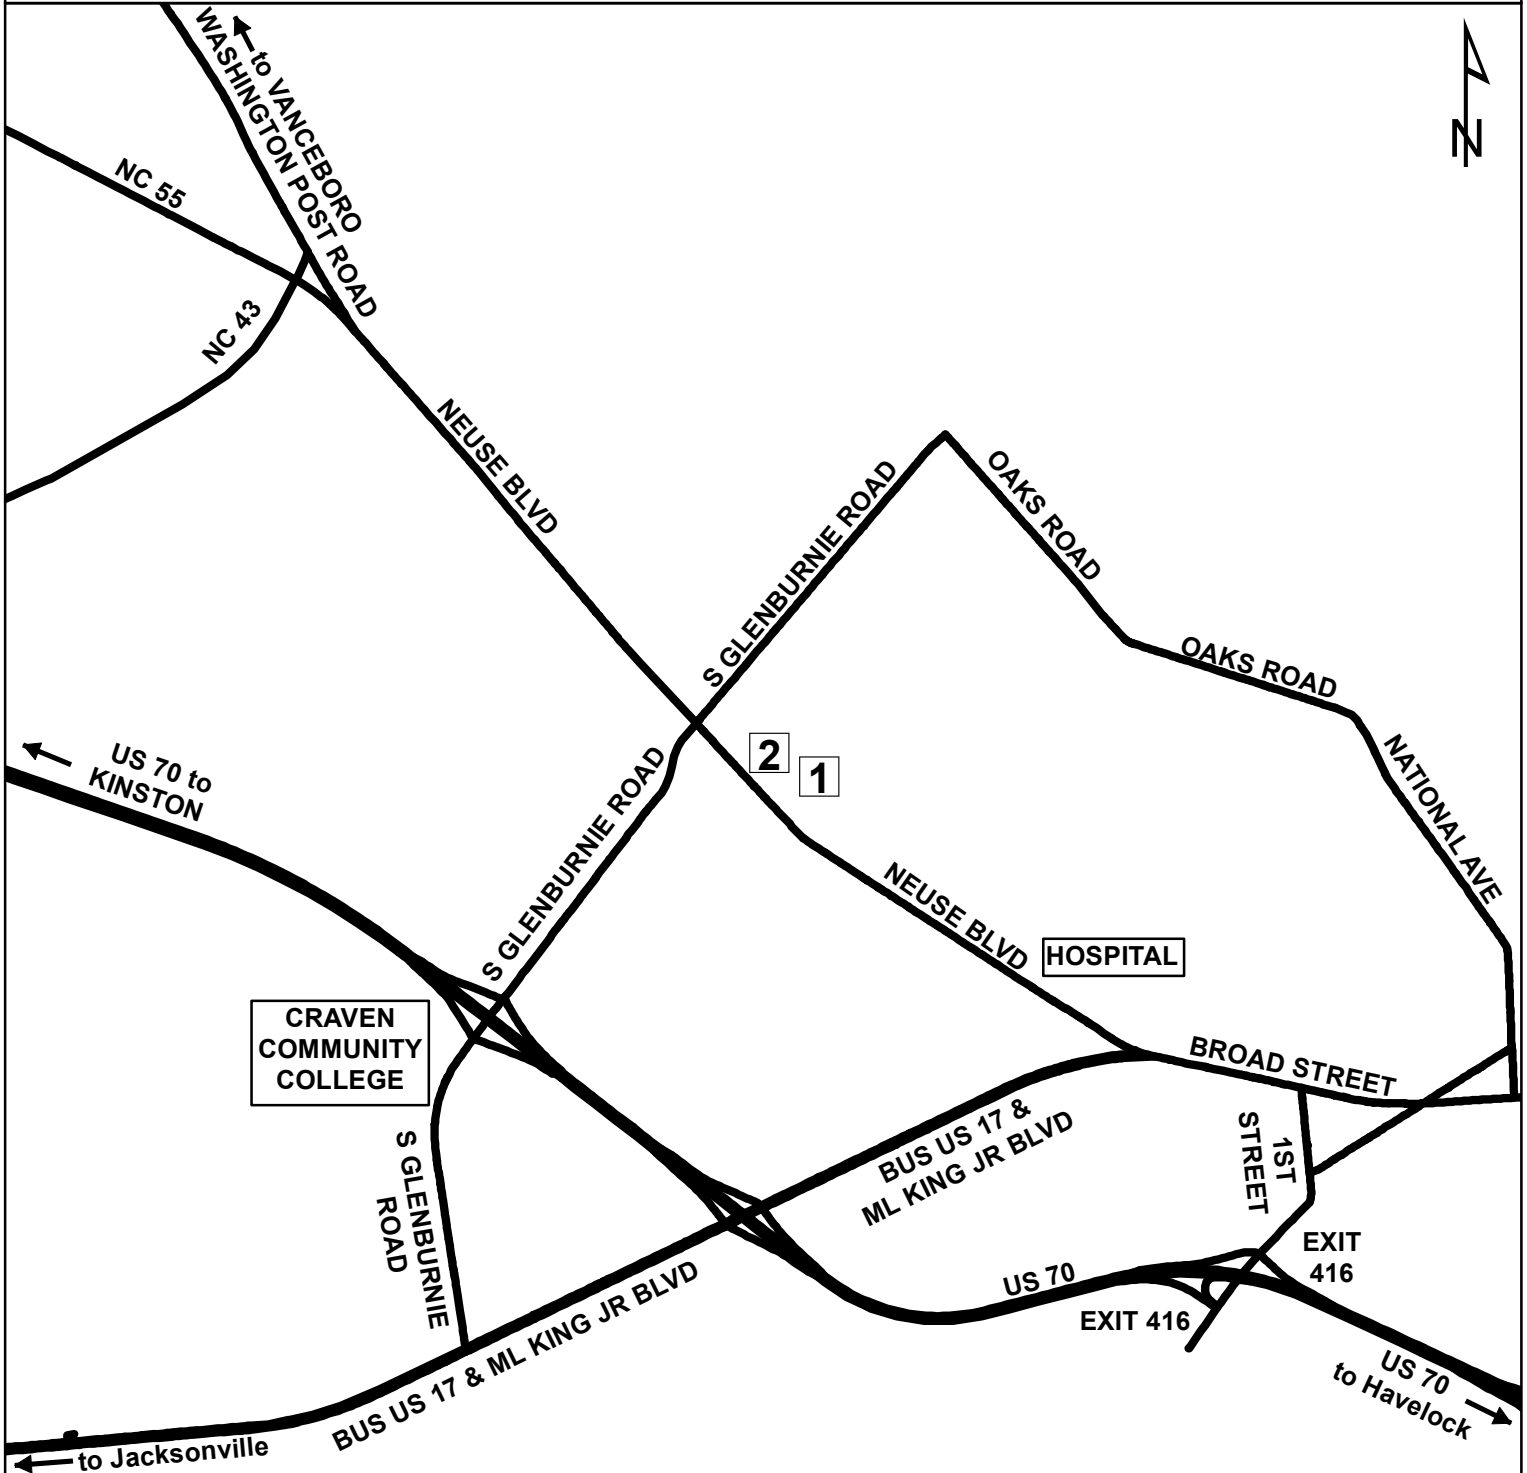 to VANCEBORO
WASHINGTON POST ROAD
N
NC 55
NC 43
NEUSE BLVD
S GLENBURNIE ROAD
OAKS ROAD
OAKS ROAD
NATIONAL AVE
2
1
US 70 to
KINSTON
S GLENBURNIE ROAD
NEUSE BLVD
HOSPITAL
CRAVEN
COMMUNITY
COLLEGE
BROAD STREET
S GLENBURNIE
ROAD
BUS US 17 &
ML KING JR BLVD
1ST
STREET
EXIT
416
US 70
EXIT 416
BUS US 17 & ML KING JR BLVD
US 70
to Havelock
to Jacksonville